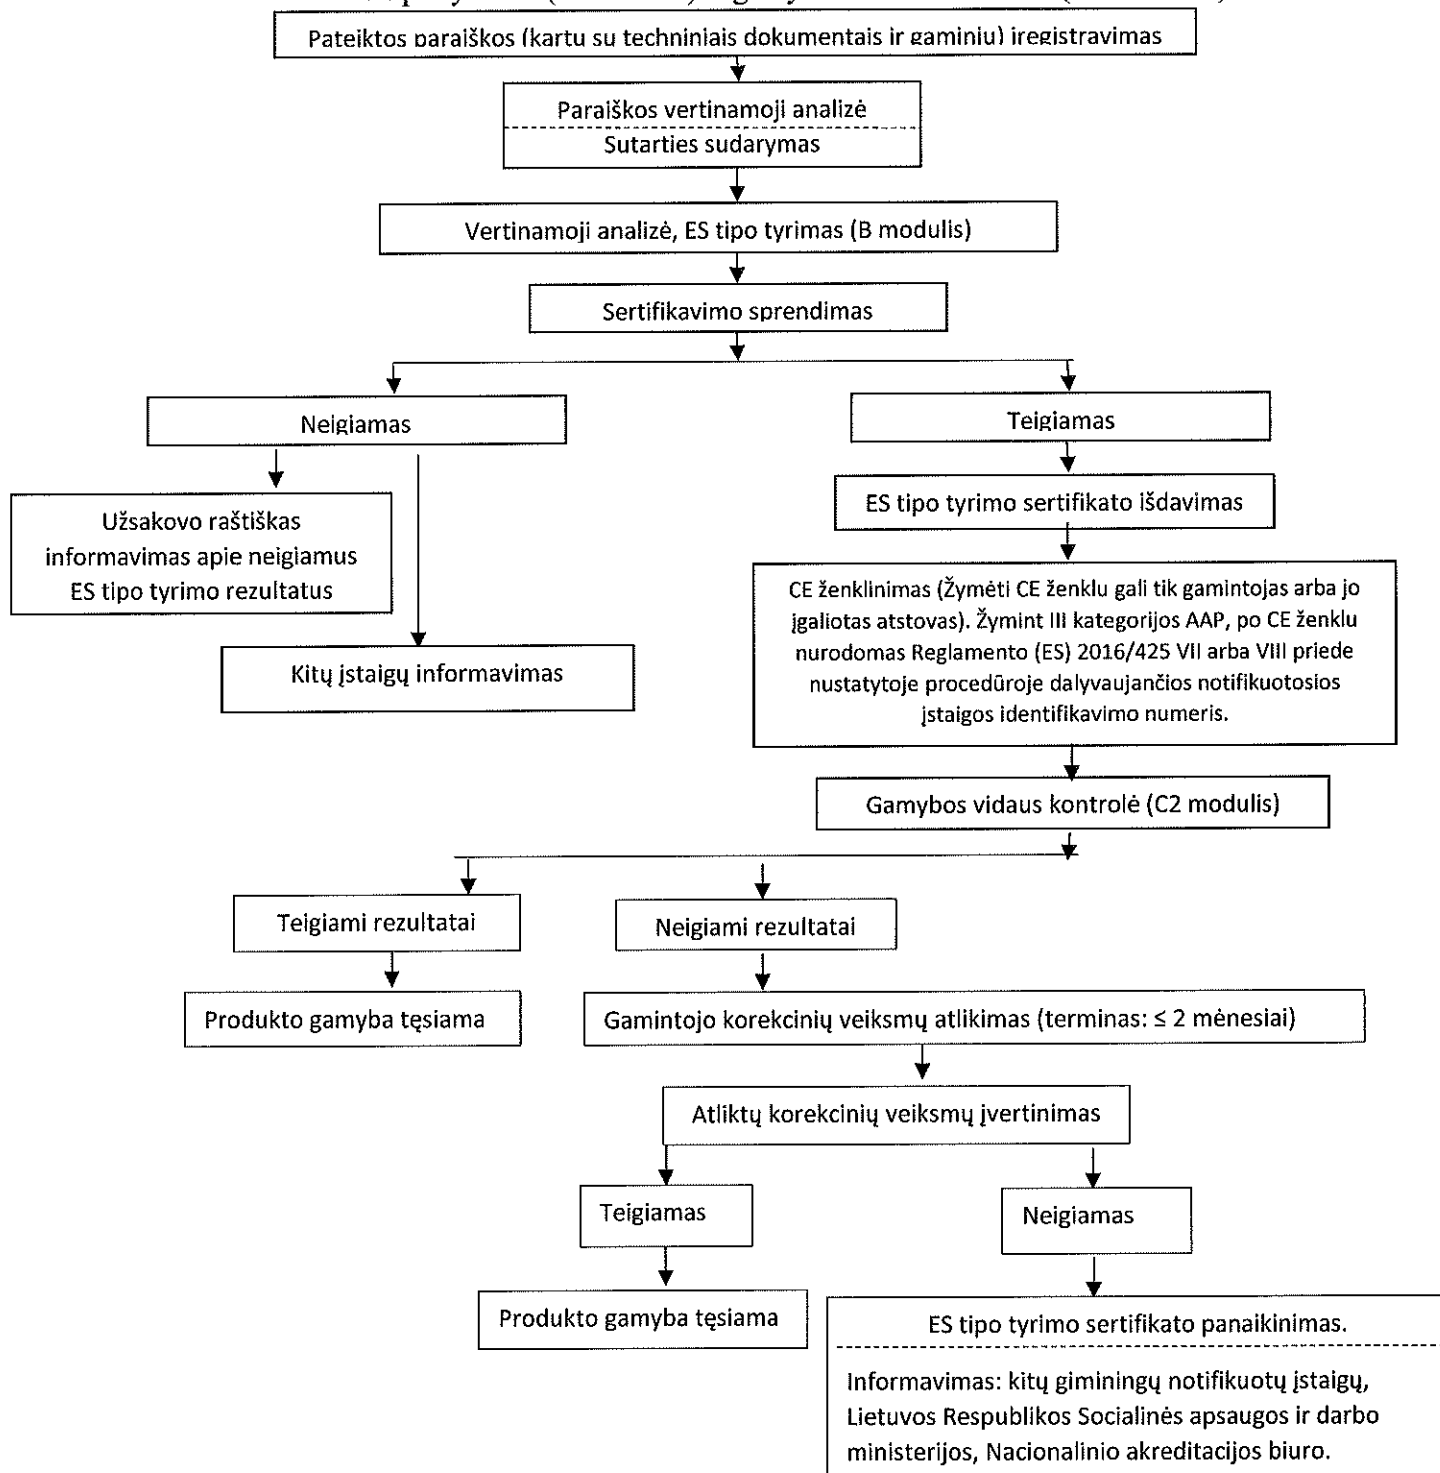 Pateiktos paraiškos (kartu su techniniais dokumentais ir gaminiu) įregistravimas
Paraiškos vertinamoji analizė
Sutarties sudarymas
Vertinamoji analizė, ES tipo tyrimas (B modulis)
Sertifikavimo sprendimas
Neigiamas
Teigiamas
Užsakovo raštiškas
informavimas apie neigiamus
ES tipo tyrimo rezultatus
ES tipo tyrimo sertifikato išdavimas
Kitų įstaigų informavimas
CE ženklinimas (Žymėti CE ženklu gali tik gamintojas arba jo
įgaliotas atstovas). Žymint III kategorijos AAP, po CE ženklu
nurodomas Reglamento (ES) 2016/425 VII arba VIII priede
nustatytoje procedūroje dalyvaujančios notifikuotosios
įstaigos identifikavimo numeris.
Gamybos vidaus kontrolė (C2 modulis)
Teigiami rezultatai
Neigiami rezultatai
Produkto gamyba tęsiama
Gamintojo korekcinių veiksmų atlikimas (terminas: ≤ 2 mėnesiai)
Atliktų korekcinių veiksmų įvertinimas
Teigiamas
Neigiamas
Produkto gamyba tęsiama
ES tipo tyrimo sertifikato panaikinimas.
Informavimas: kitų giminingų notifikuotų įstaigų,
Lietuvos Respublikos Socialinės apsaugos ir darbo
ministerijos, Nacionalinio akreditacijos biuro.